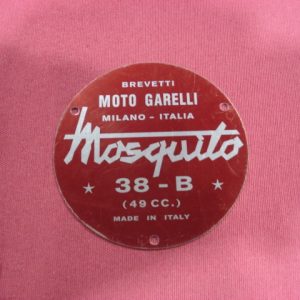 BREVETTI
MOTO GARELLI
MILANO - ITALIA
Mosquito
38 - B
(49 CC.)
MADE IN ITALY